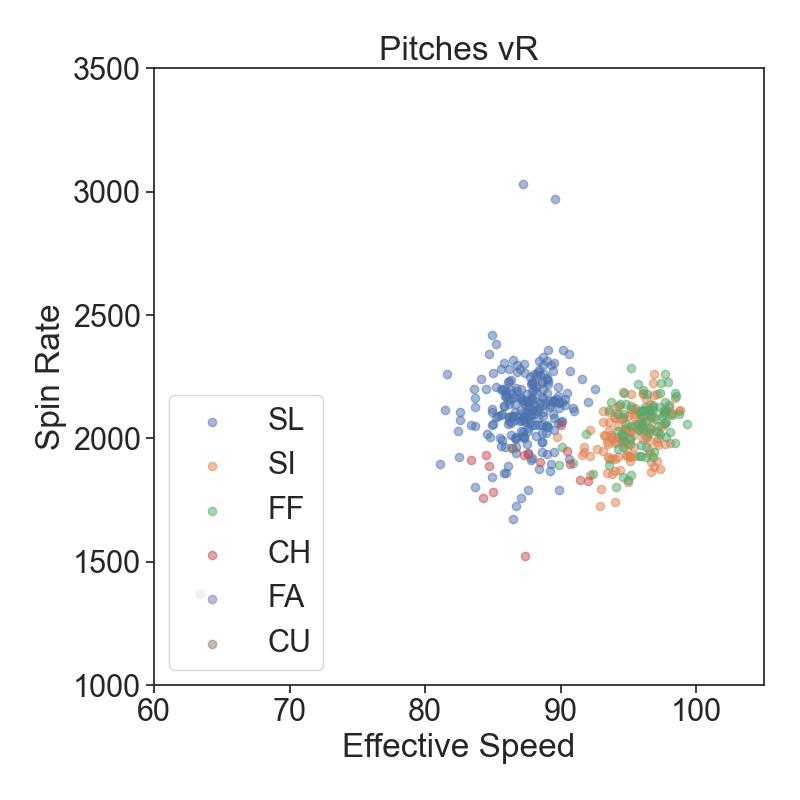 Pitches vR
3500
3000
2500
2000
1500
1000
Spin Rate
SL
SI
FF
CH
FA
CU
60 70 80 90 100
Effective Speed